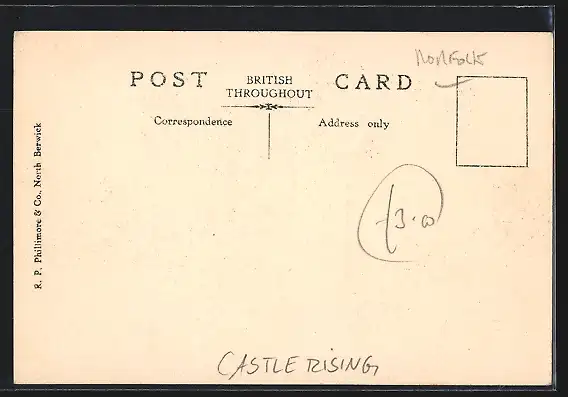 NORFOLK
POST CARD
BRITISH
THROUGHOUT
Correspondence
Address only
R. P. Phillimore & Co., North Berwick
£3.00
CASTLE RISING